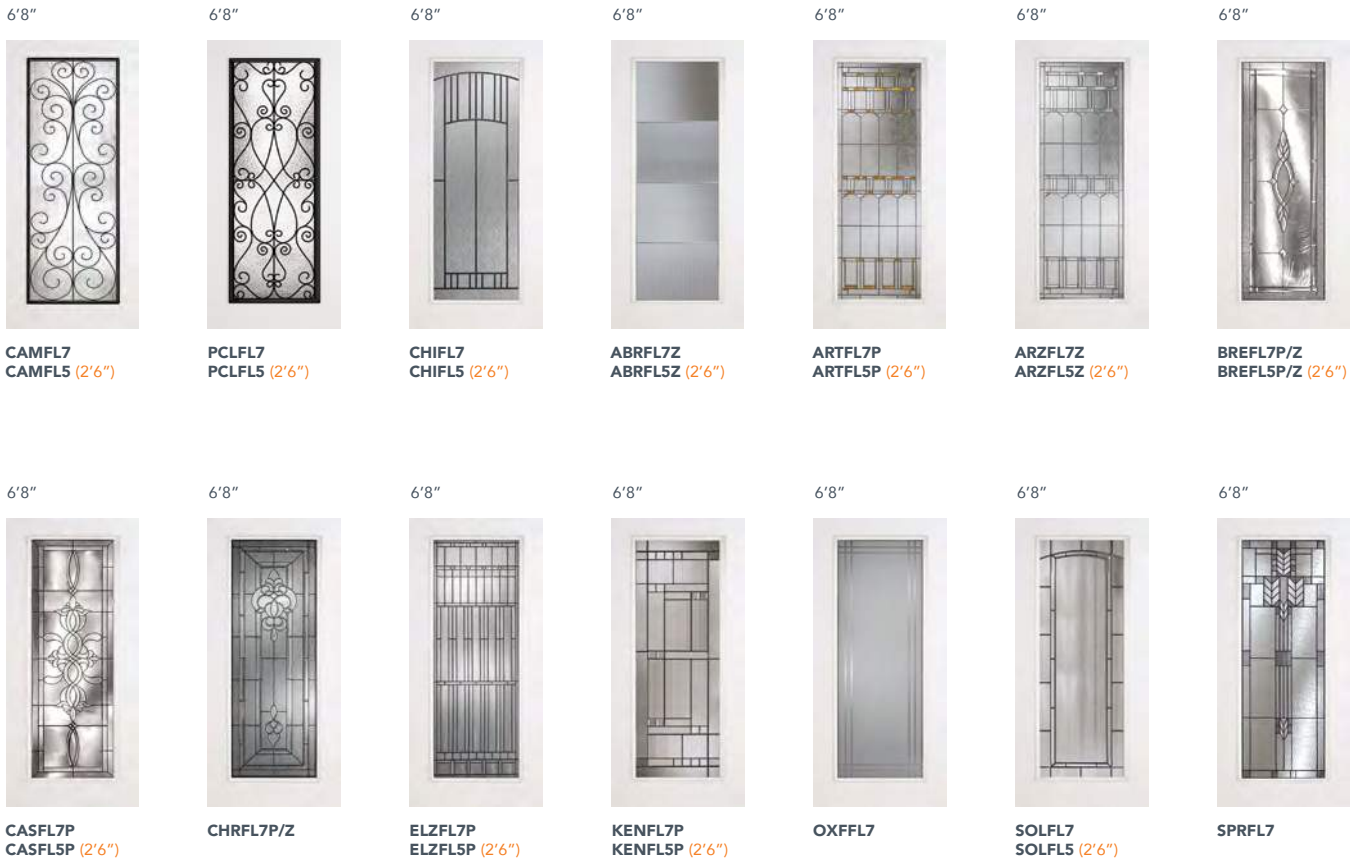 6'8"
6'8"
6'8"
6'8"
6'8"
6'8"
6'8"
CAMFL7
CAMFL5 (2'6")
PCLFL7
PCLFL5 (2'6")
CHIFL7
CHIFL5 (2'6")
ABRFL7Z
ABRFL5Z (2'6")
ARTFL7P
ARTFL5P (2'6")
ARZFL7Z
ARZFL5Z (2'6")
BREFL7P/Z
BREFL5P/Z (2'6")
6'8"
6'8"
6'8"
6'8"
6'8"
6'8"
6'8"
CASFL7P
CASFL5P (2'6")
CHRFL7P/Z
ELZFL7P
ELZFL5P (2'6")
KENFL7P
KENFL5P (2'6")
OXFFL7
SOLFL7
SOLFL5 (2'6")
SPRFL7